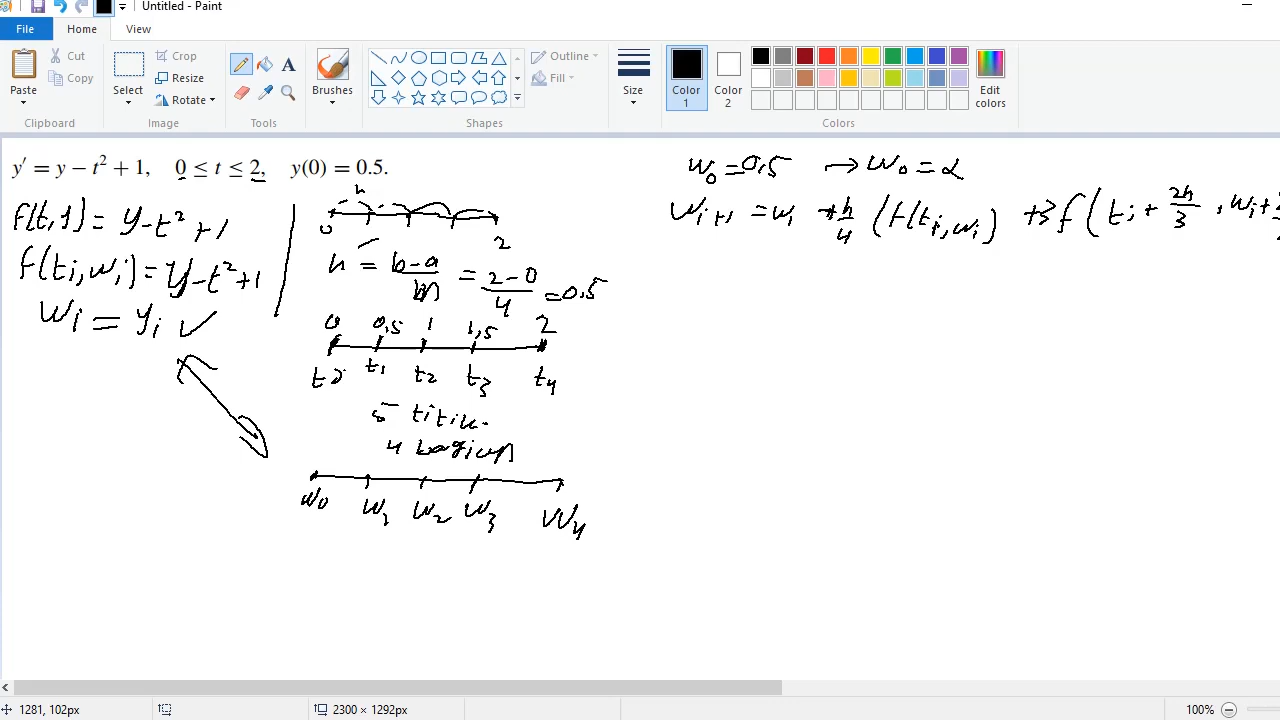 Untitled - Paint
File Home View
Paste Cut Copy Clipboard
Select Crop Resize Rotate Image
Tools
Brushes
Outline Fill Shapes
Size
Color 1 Color 2 Edit colors Colors
y′ = y − t² + 1, 0 ≤ t ≤ 2, y(0) = 0.5.
f(t,y) = y-t²+1
f(ti,wi) = y-t²+1
wi = yi ✓
h
0 2
h = b-a/n = 2-0/4 = 0.5
0 0,5 1 1,5 2
t0 t1 t2 t3 t4
5 titik
4 bagian
w0 w1 w2 w3 w4
w0 = 0,5 → w0 = α
wi+1 = wi + h/4 (f(ti,wi) +3f(ti + 2h/3, wi +
1281, 102px 2300 × 1292px 100%